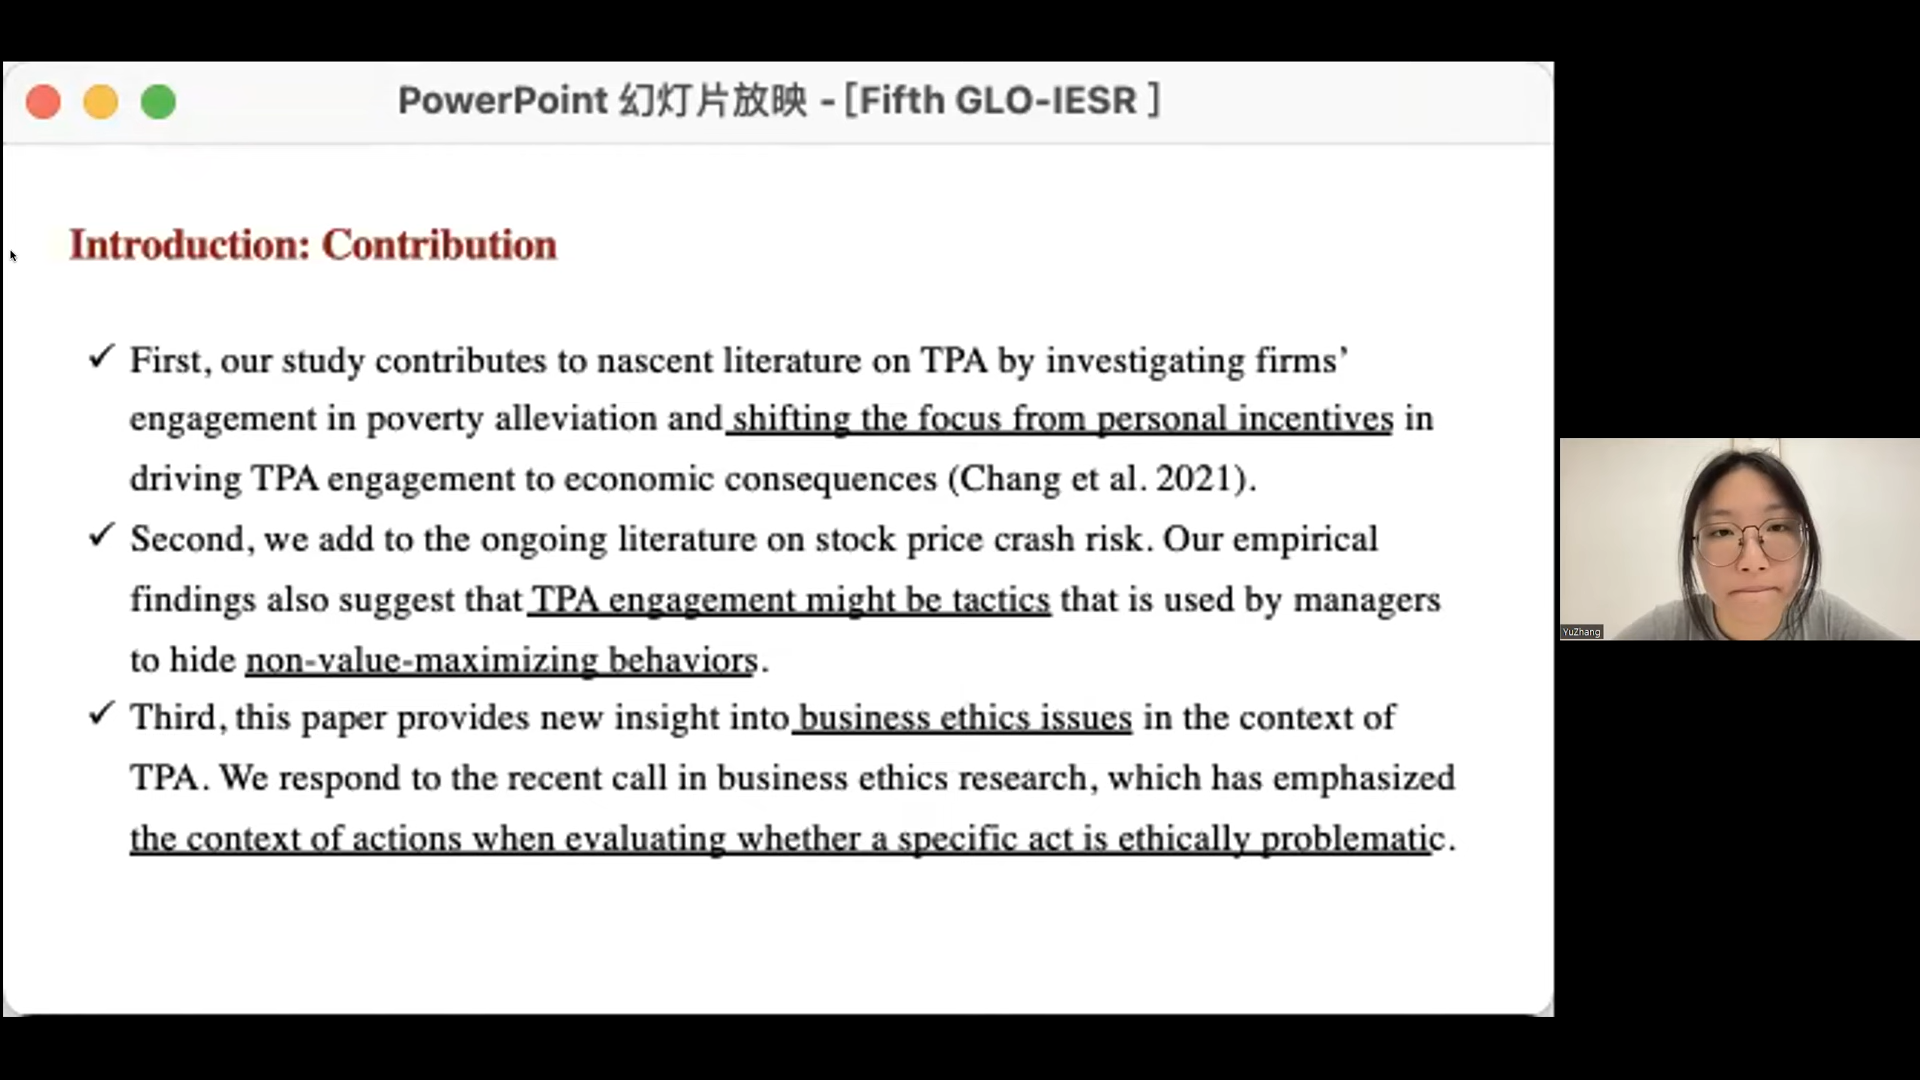 PowerPoint 幻灯片放映 - [Fifth GLO-IESR ]
Introduction: Contribution
✓ First, our study contributes to nascent literature on TPA by investigating firms’
engagement in poverty alleviation and shifting the focus from personal incentives in
driving TPA engagement to economic consequences (Chang et al. 2021).
✓ Second, we add to the ongoing literature on stock price crash risk. Our empirical
findings also suggest that TPA engagement might be tactics that is used by managers
to hide non-value-maximizing behaviors.
✓ Third, this paper provides new insight into business ethics issues in the context of
TPA. We respond to the recent call in business ethics research, which has emphasized
the context of actions when evaluating whether a specific act is ethically problematic.
YuZhang